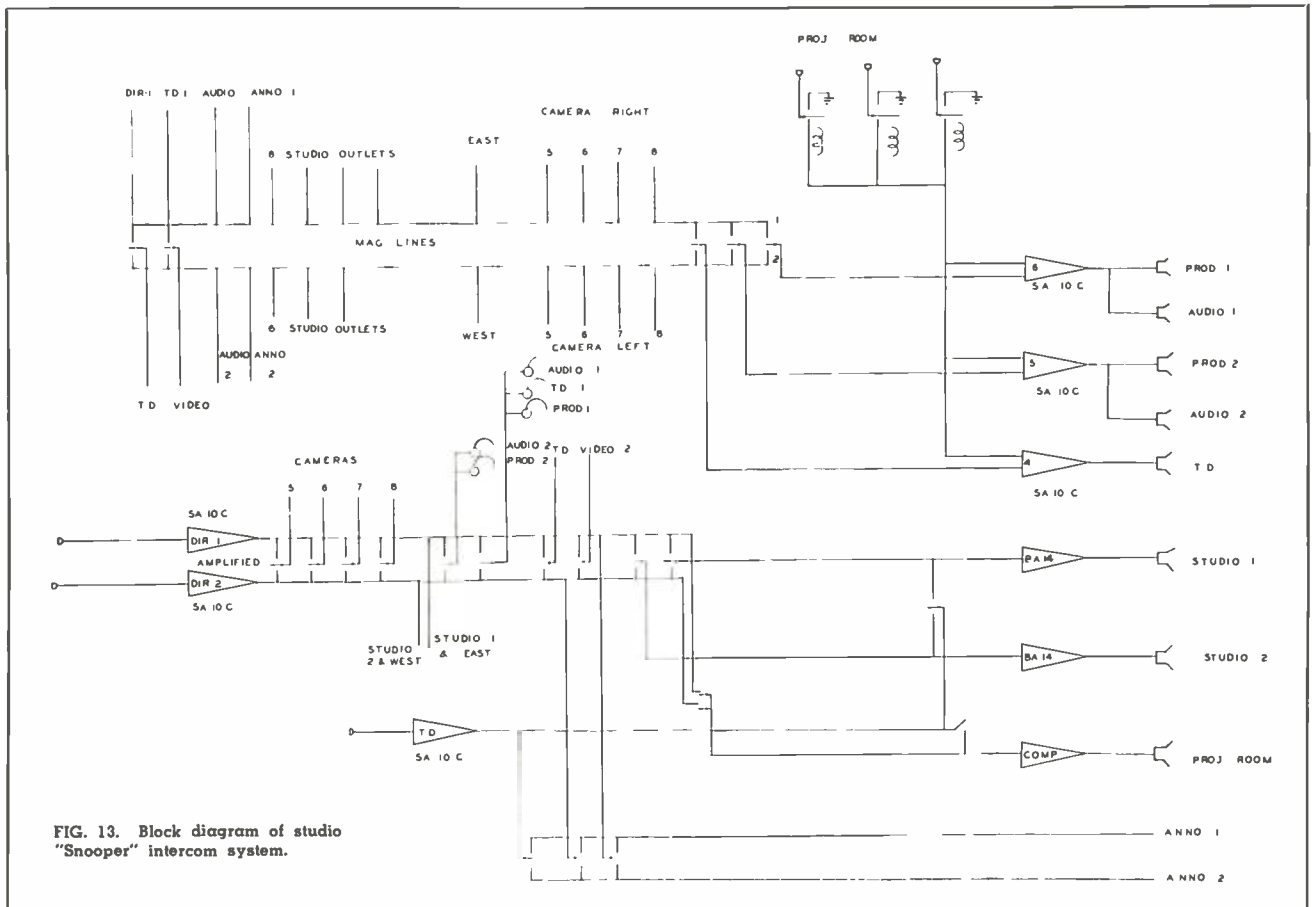 PROJ ROOM
DIR-1 TD 1 AUDIO ANNO 1
CAMERA RIGHT
EAST
8 STUDIO OUTLETS
5 6 7 8
MAG LINES
1
2
6 STUDIO OUTLETS
WEST
5 6 7 8
CAMERA LEFT
AUDIO 2
ANNO 2
TD VIDEO
6
SA 10 C
PROD 1
AUDIO 1
5
SA 10 C
PROD 2
AUDIO 2
4
SA 10 C
TD
AUDIO 1
TD 1
PROD 1
AUDIO 2
PROD 2
TD VIDEO 2
CAMERAS
5 6 7 8
SA 10 C
DIR 1
AMPLIFIED
DIR 2
SA 10 C
STUDIO 2 & WEST
STUDIO 1 & EAST
BA 14
STUDIO 1
BA 14
STUDIO 2
TD
SA 10 C
COMP
PROJ ROOM
ANNO 1
ANNO 2
FIG. 13. Block diagram of studio
"Snooper" intercom system.